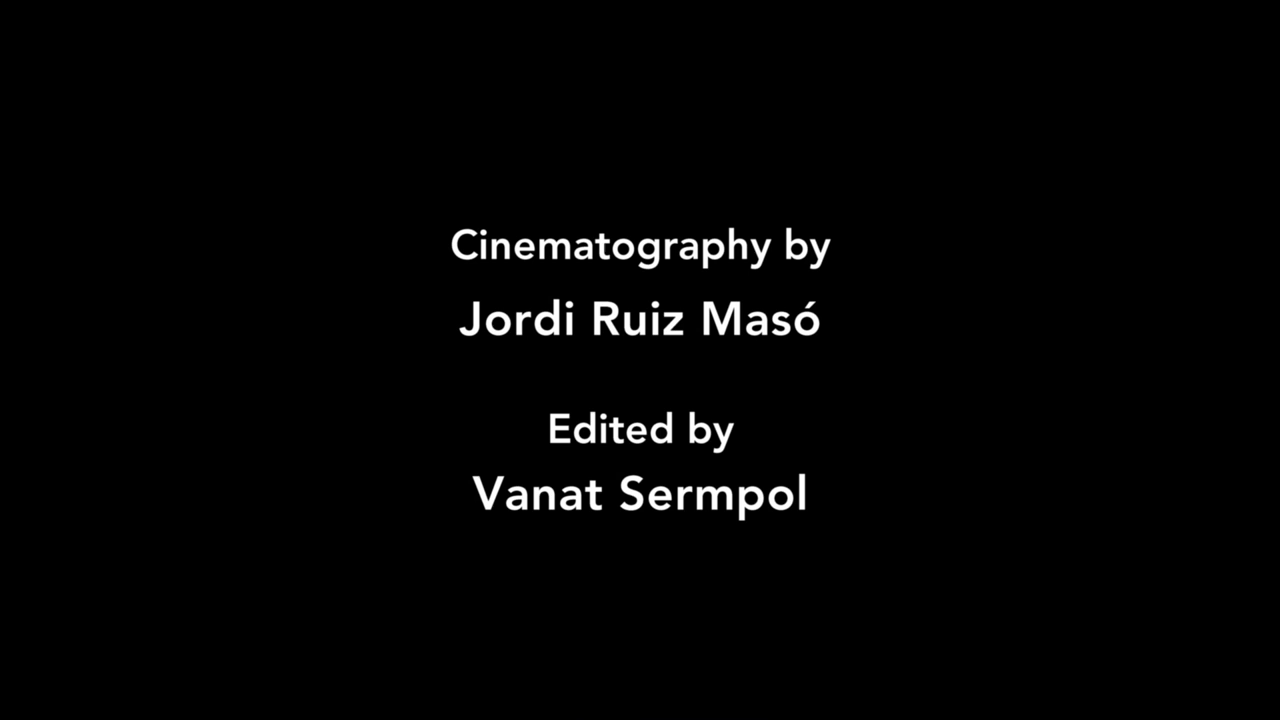 Cinematography by
Jordi Ruiz Masó
Edited by
Vanat Sermpol